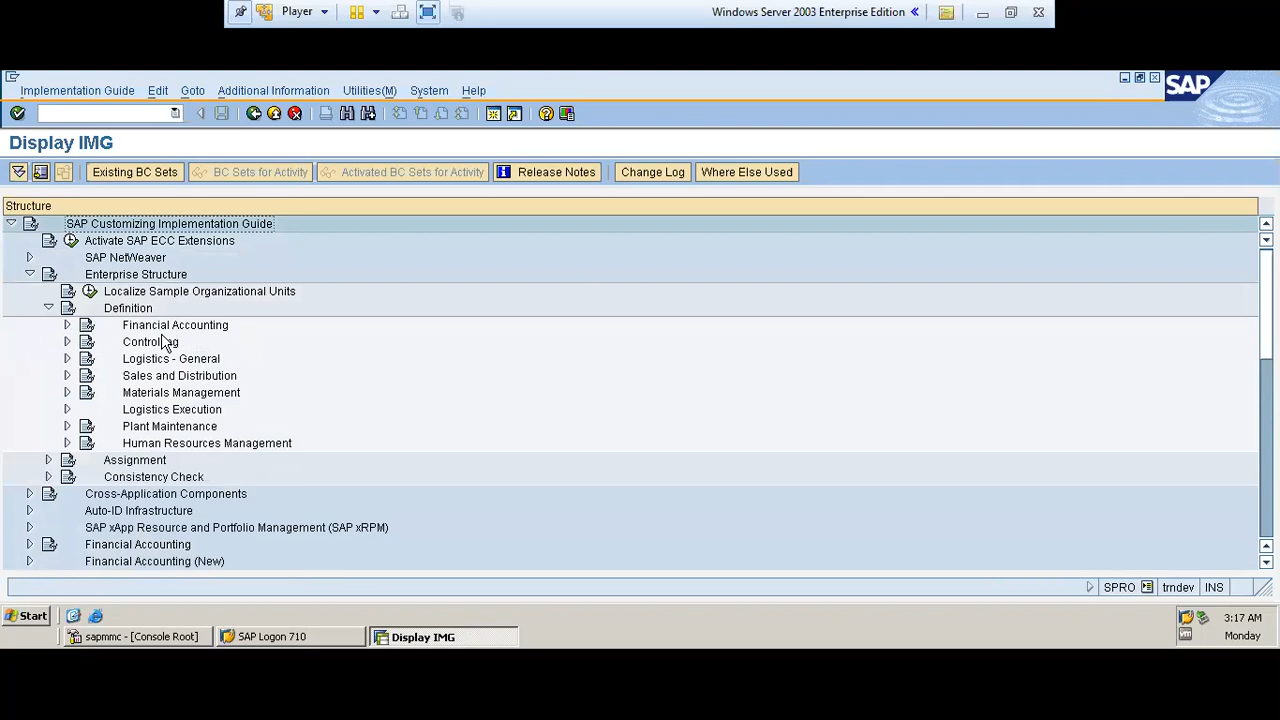 Player
Windows Server 2003 Enterprise Edition
Implementation Guide Edit Goto Additional Information Utilities(M) System Help
SAP
Display IMG
Existing BC Sets BC Sets for Activity Activated BC Sets for Activity Release Notes Change Log Where Else Used
Structure
SAP Customizing Implementation Guide
Activate SAP ECC Extensions
SAP NetWeaver
Enterprise Structure
Localize Sample Organizational Units
Definition
Financial Accounting
Logistics - General
Sales and Distribution
Materials Management
Logistics Execution
Plant Maintenance
Human Resources Management
Assignment
Consistency Check
Cross-Application Components
Auto-ID Infrastructure
SAP xApp Resource and Portfolio Management (SAP xRPM)
Financial Accounting
Financial Accounting (New)
SPRO trndev INS
Start
3:17 AM
sapmmc - [Console Root] SAP Logon 710 Display IMG
Monday